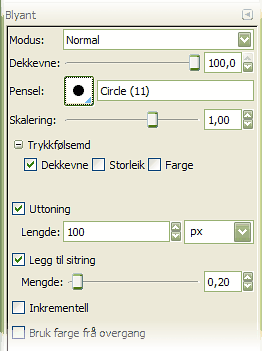 Blyant
Modus: Normal
Dekkevne: 100,0
Pensel: Circle (11)
Skalering: 1,00
Trykkfølsemd
Dekkevne Storleik Farge
Uttoning
Lengde: 100 px
Legg til sitring
Mengde: 0,20
Inkrementell
Bruk farge frå overgang